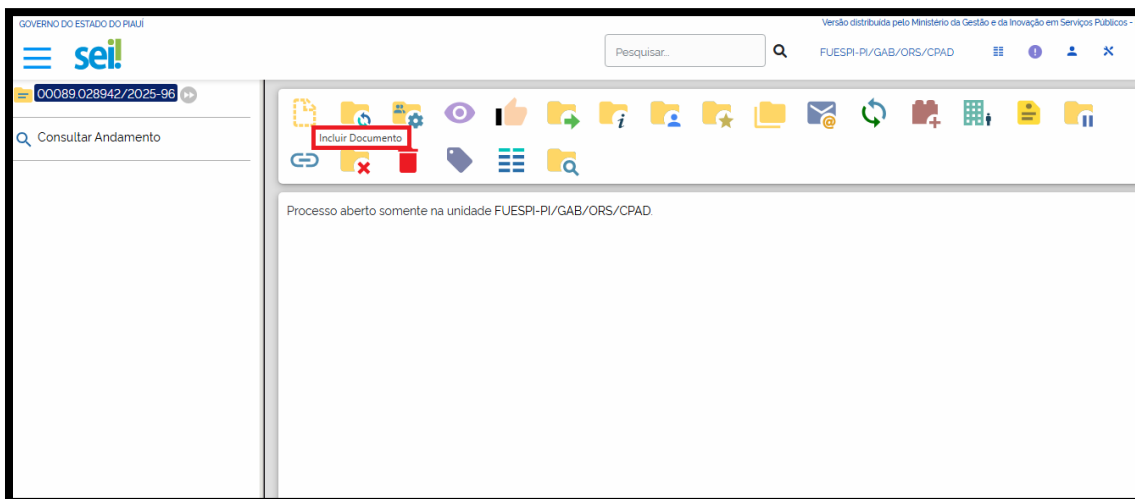 GOVERNO DO ESTADO DO PIAUÍ
Versão distribuída pelo Ministério da Gestão e da Inovação em Serviços Públicos -
sei!
Pesquisar...
FUESPI-PI/GAB/ORS/CPAD
00089.028942/2025-96
Consultar Andamento
Incluir Documento
Processo aberto somente na unidade FUESPI-PI/GAB/ORS/CPAD.